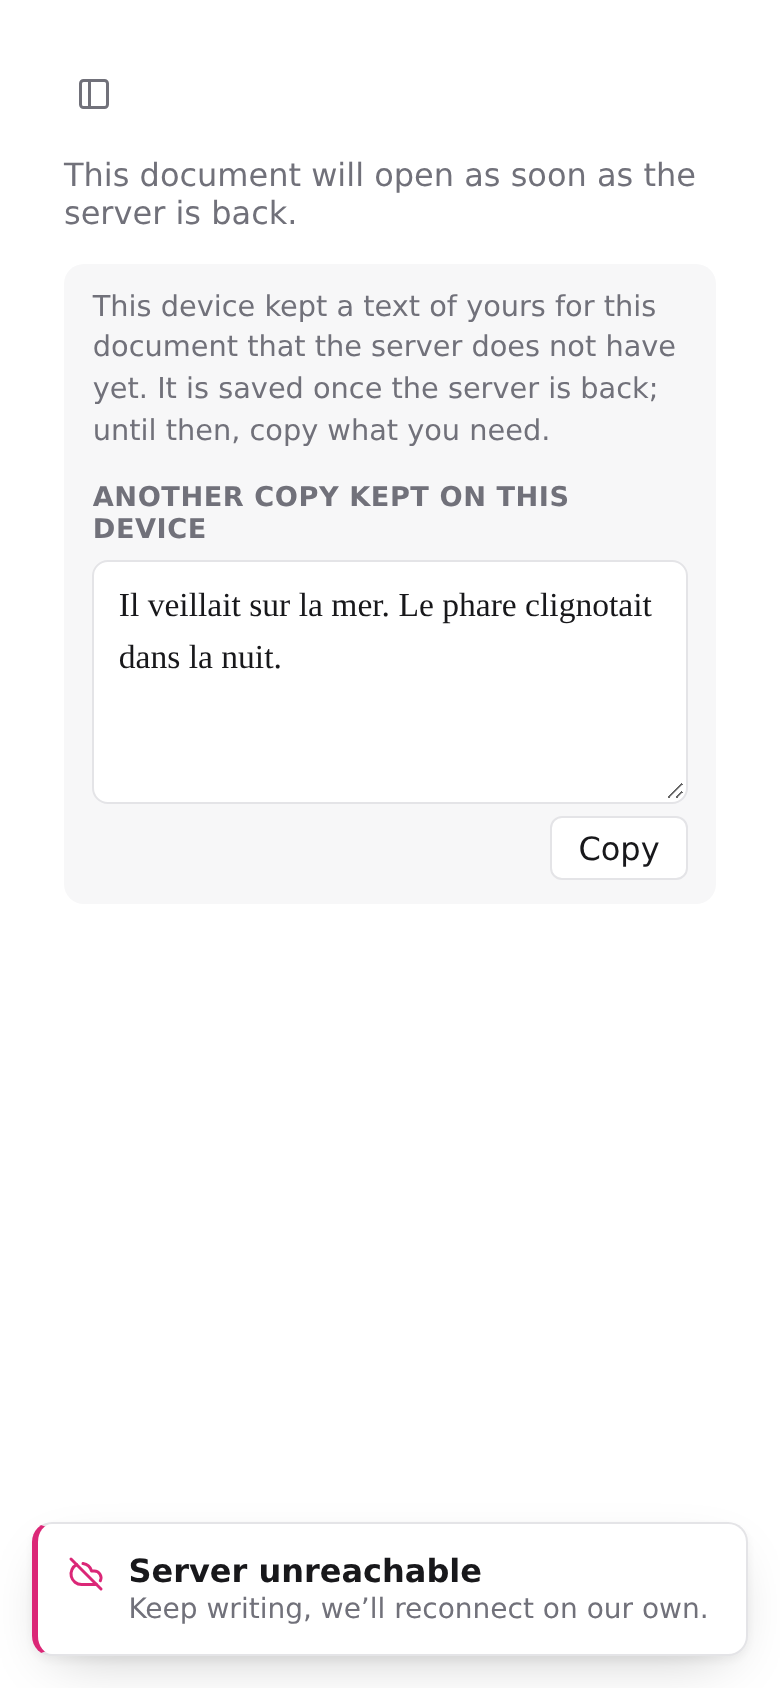 This document will open as soon as the
server is back.
This device kept a text of yours for this
document that the server does not have
yet. It is saved once the server is back;
until then, copy what you need.
ANOTHER COPY KEPT ON THIS
DEVICE
Il veillait sur la mer. Le phare clignotait
dans la nuit.
Copy
Server unreachable
Keep writing, we’ll reconnect on our own.